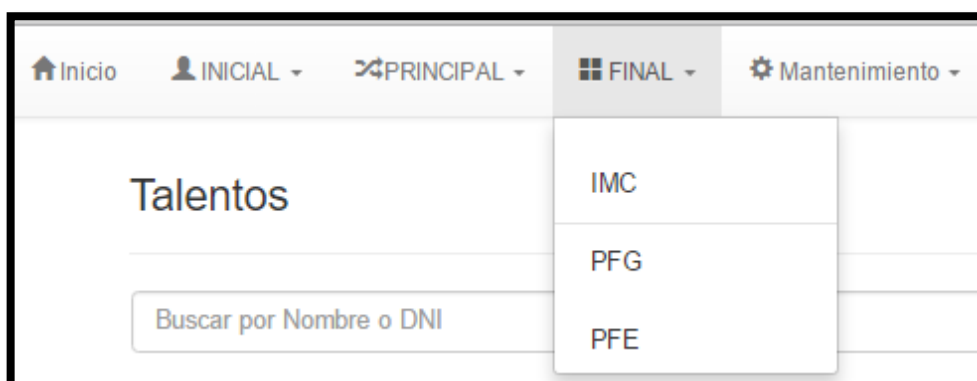 Inicio INICIAL PRINCIPAL FINAL Mantenimiento
Talentos
IMC
PFG
Buscar por Nombre o DNI
PFE